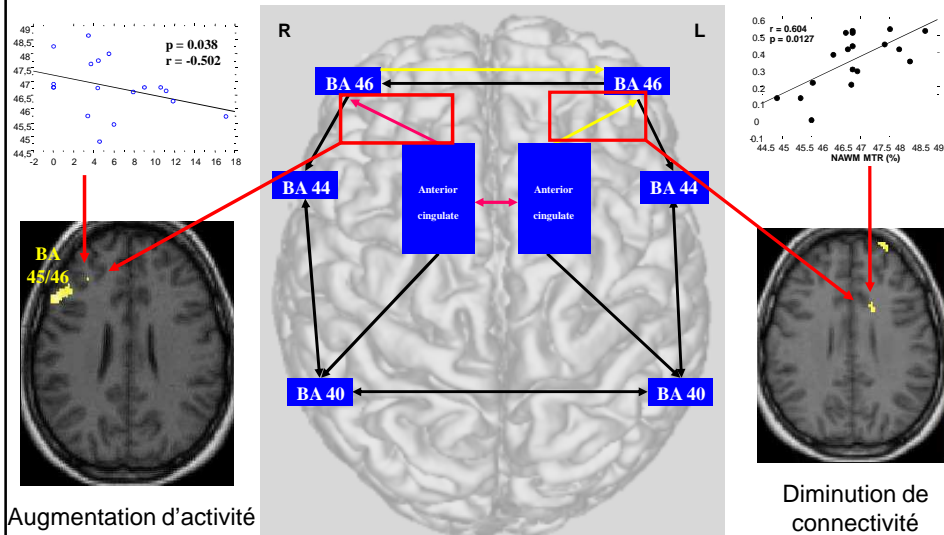 49.
48.5
47.5
46.5
45.5
44,5
-2 0 2 4 6 8 10 12 14 16 18
p = 0.038
r = -0.502
R
L
0.6
0.5
0.4
0.3
0.2
0.1
0
-0.1
r = 0.604
p = 0.0127
44.5 45 45.5 46 46.5 47 47.5 48 48.5 49
NAWM MTR (%)
BA 46
BA 46
BA 44
BA 44
Anterior
cingulate
Anterior
cingulate
BA
45/46
BA 40
BA 40
Augmentation d’activité
Diminution de
connectivité